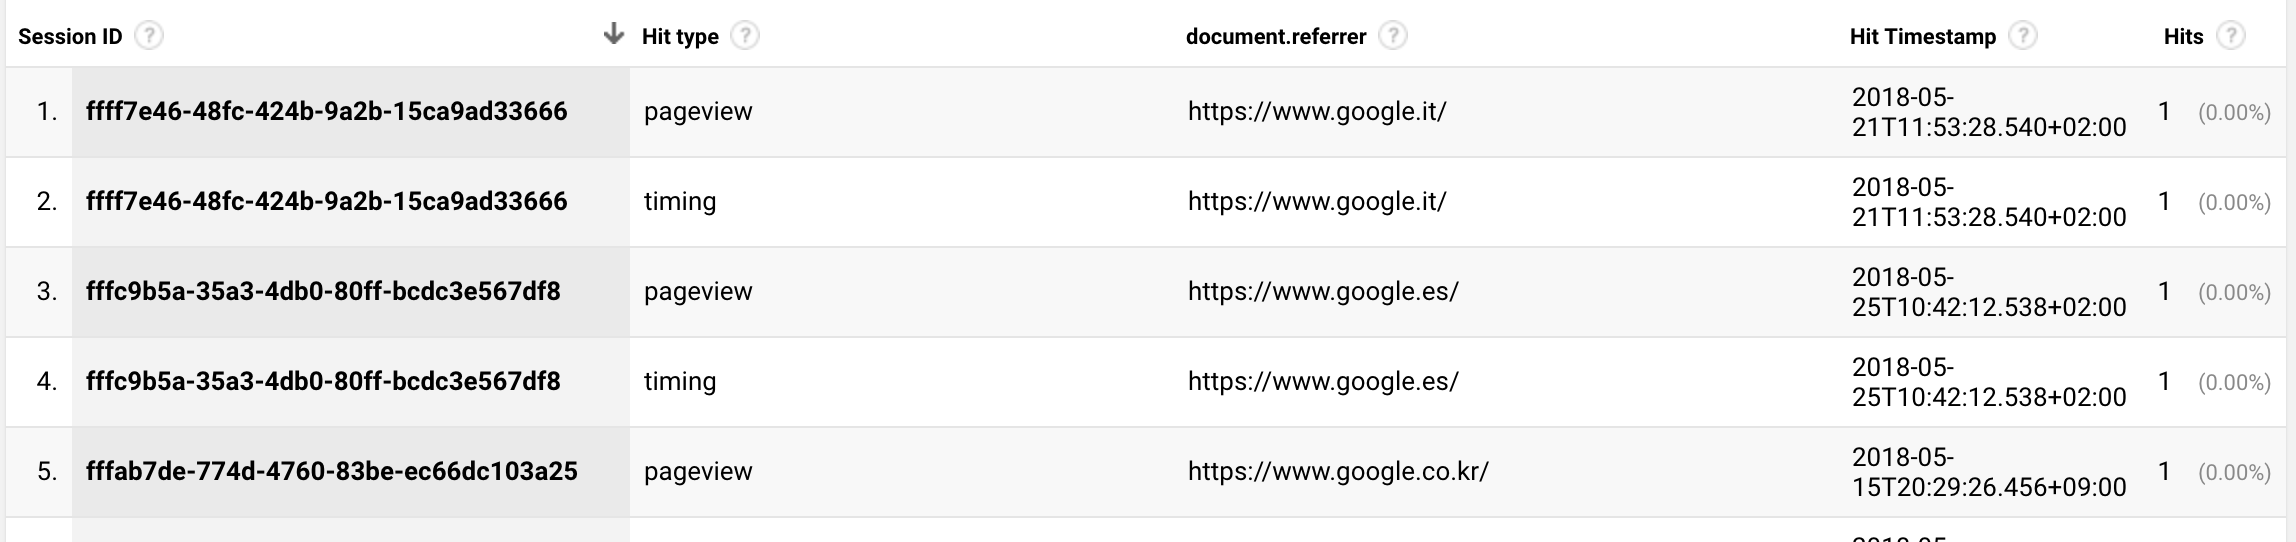 Session ID ? Hit type ? document.referrer ? Hit Timestamp ? Hits ?
1. ffff7e46-48fc-424b-9a2b-15ca9ad33666 pageview https://www.google.it/ 2018-05-
21T11:53:28.540+02:00 1 (0.00%)
2. ffff7e46-48fc-424b-9a2b-15ca9ad33666 timing https://www.google.it/ 2018-05-
21T11:53:28.540+02:00 1 (0.00%)
3. fffc9b5a-35a3-4db0-80ff-bcdc3e567df8 pageview https://www.google.es/ 2018-05-
25T10:42:12.538+02:00 1 (0.00%)
4. fffc9b5a-35a3-4db0-80ff-bcdc3e567df8 timing https://www.google.es/ 2018-05-
25T10:42:12.538+02:00 1 (0.00%)
5. fffab7de-774d-4760-83be-ec66dc103a25 pageview https://www.google.co.kr/ 2018-05-
15T20:29:26.456+09:00 1 (0.00%)